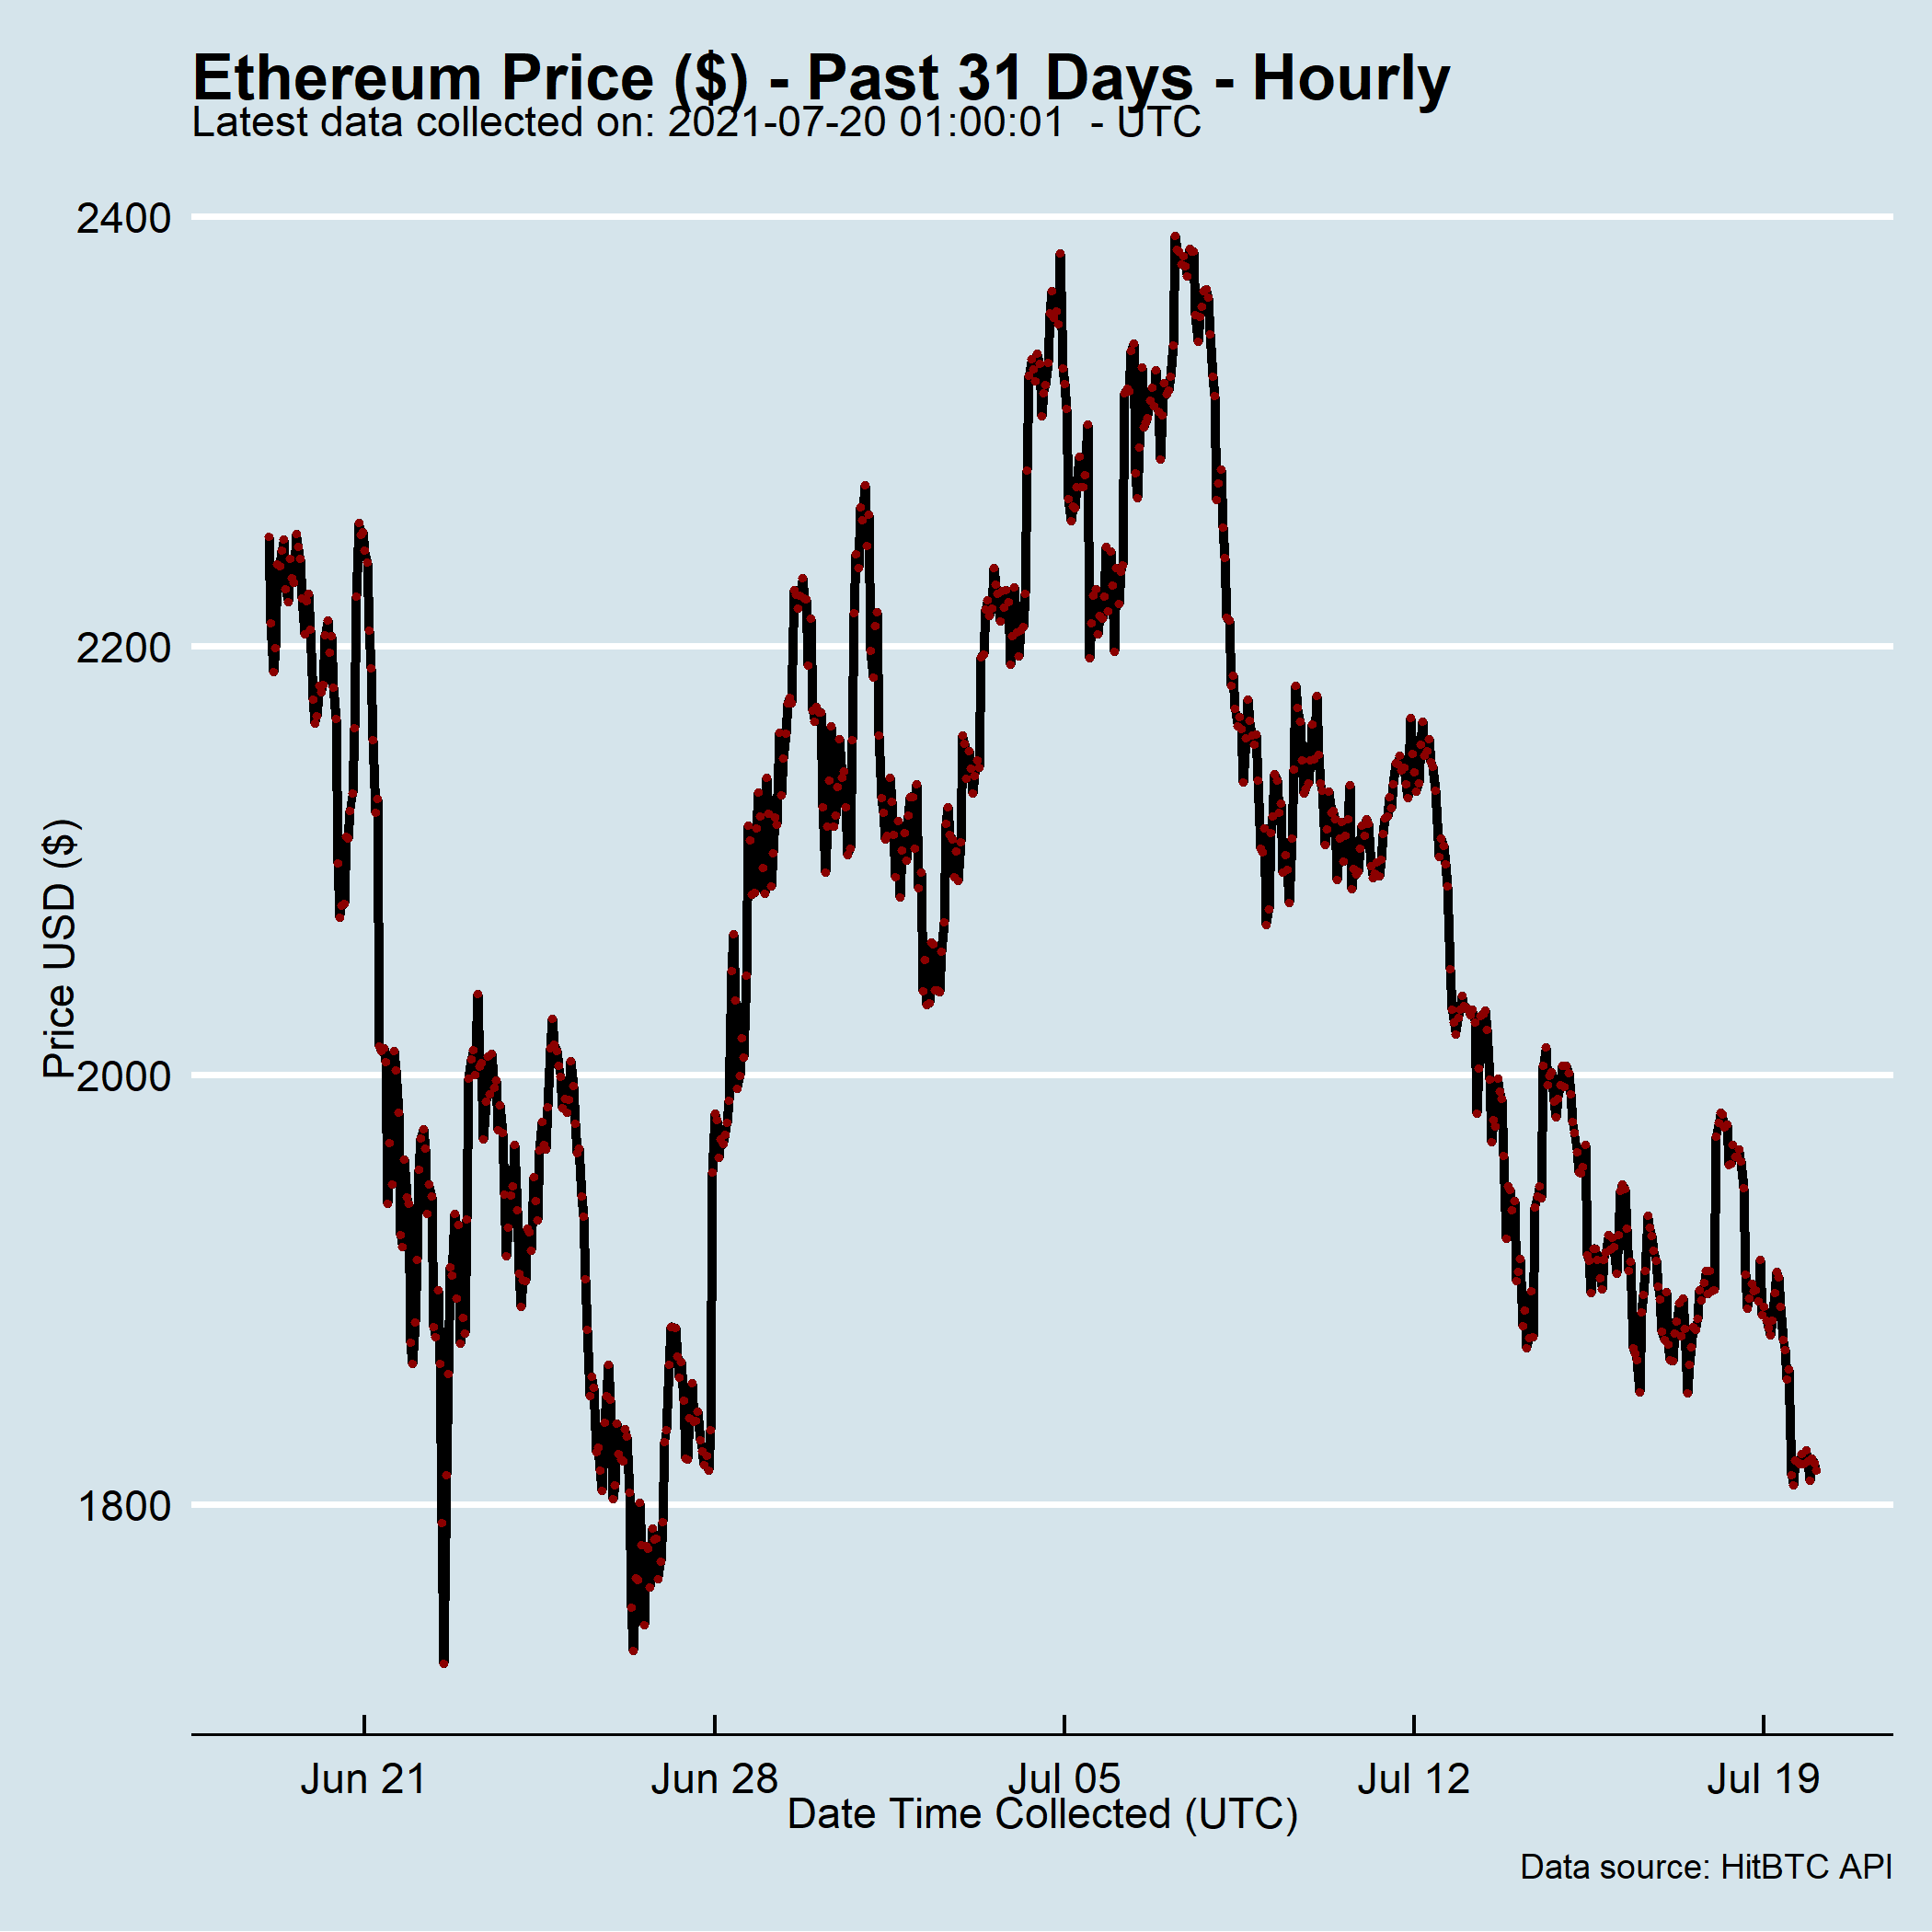 Ethereum Price ($) - Past 31 Days - Hourly
Latest data collected on: 2021-07-20 01:00:01  - UTC
2400
2200
2000
1800
Price USD ($)
Jun 21
Jun 28
Jul 05
Jul 12
Jul 19
Date Time Collected (UTC)
Data source: HitBTC API